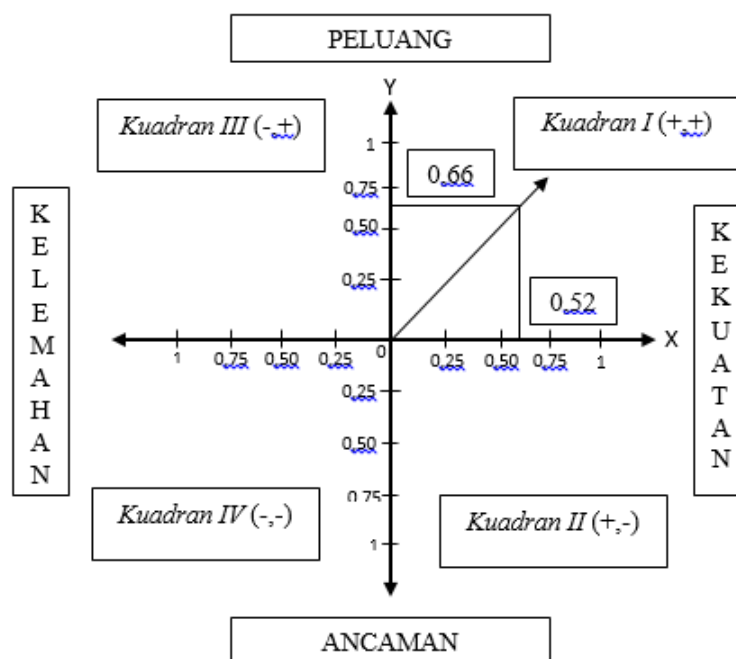 PELUANG
Y
Kuadran III (-,+)
Kuadran I (+,+)
1
0,66
0,75
0,50
0,25
0,52
KELEMAHAN
KEKUATAN
X
1 0,75 0,50 0,25 0 0,25 0,50 0,75 1
0,25
0,50
0.75
1
Kuadran IV (-,-)
Kuadran II (+,-)
ANCAMAN